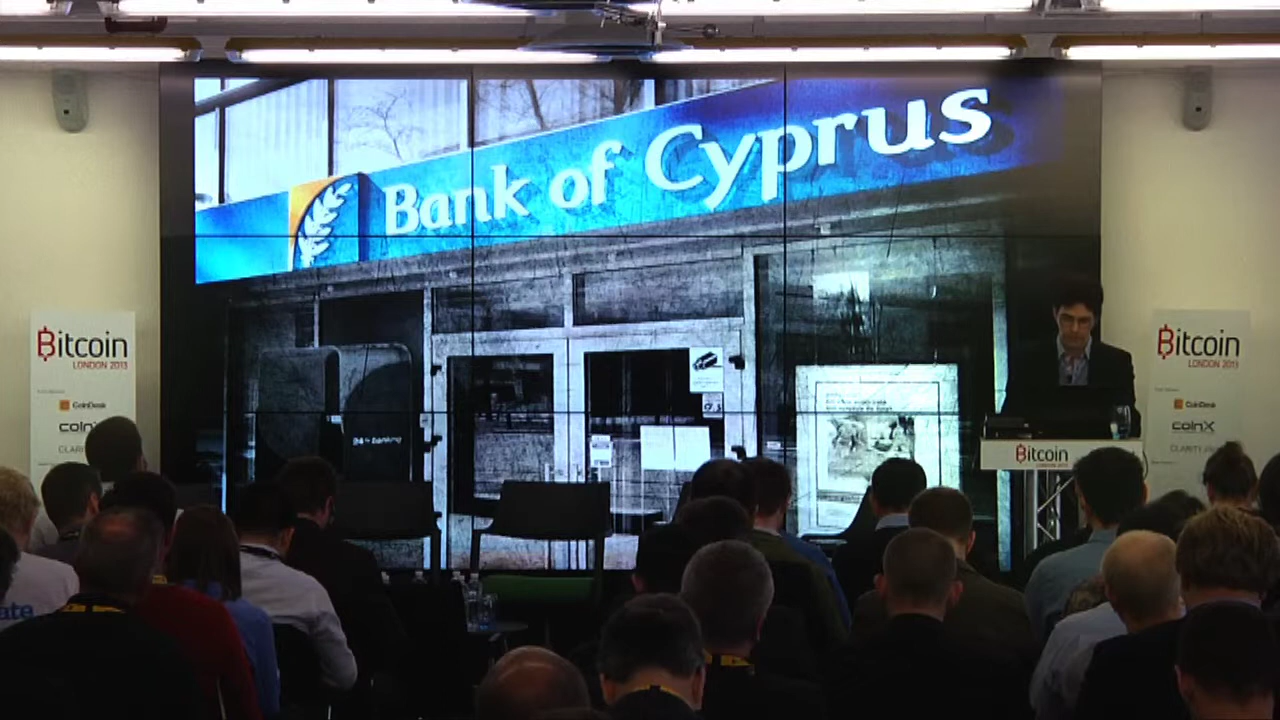 Bank of Cyprus
Bitcoin
LONDON 2013
CoinDesk
coinX
Bitcoin
LONDON 2013
CoinDesk
coinX
CLARITY
Bitcoin
LONDON 2013
24h banking
ate